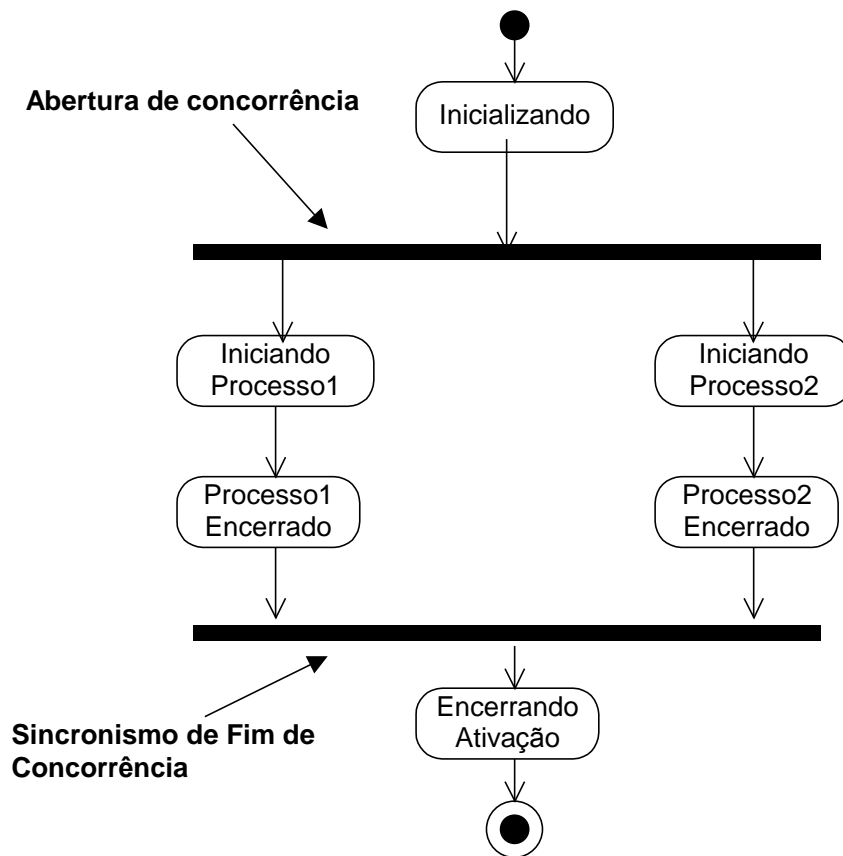 Abertura de concorrência
Inicializando
Iniciando
Processo1
Iniciando
Processo2
Processo1
Encerrado
Processo2
Encerrado
Encerrando
Ativação
Sincronismo de Fim de
Concorrência